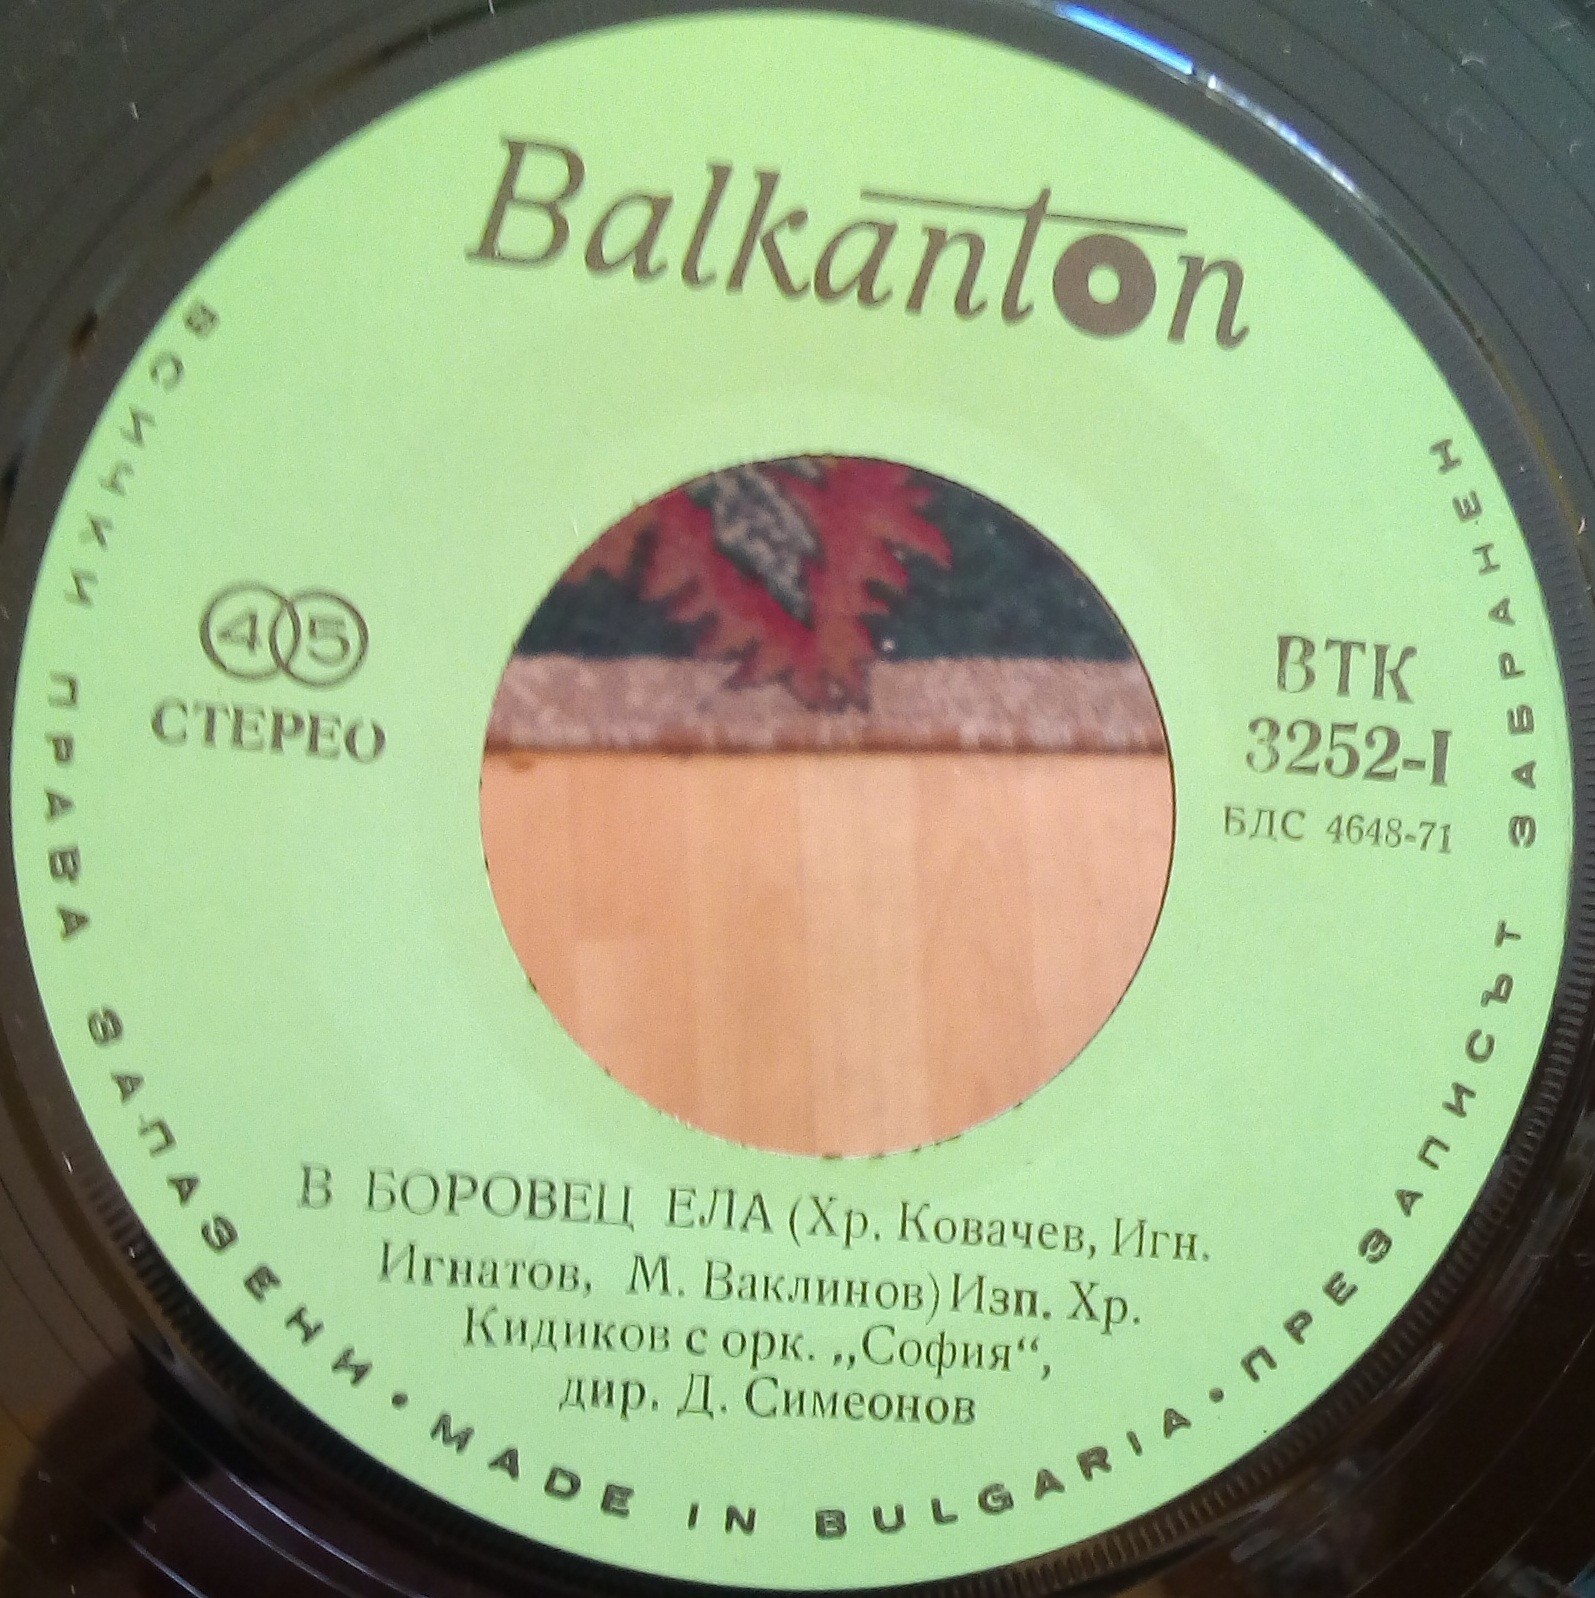 Balkanton
45
СТЕРЕО
ВТК
3252-I
БДС 4648-71
В БОРОВЕЦ ЕЛА (Хр. Ковачев, Игн.
Игнатов, М. Ваклинов) Изп. Хр.
Кидиков с орк. „София“,
дир. Д. Симеонов
ВСИЧКИ ПРАВА ЗАПАЗЕНИ • MADE IN BULGARIA • ПРЕЗАПИСЪТ ЗАБРАНЕН